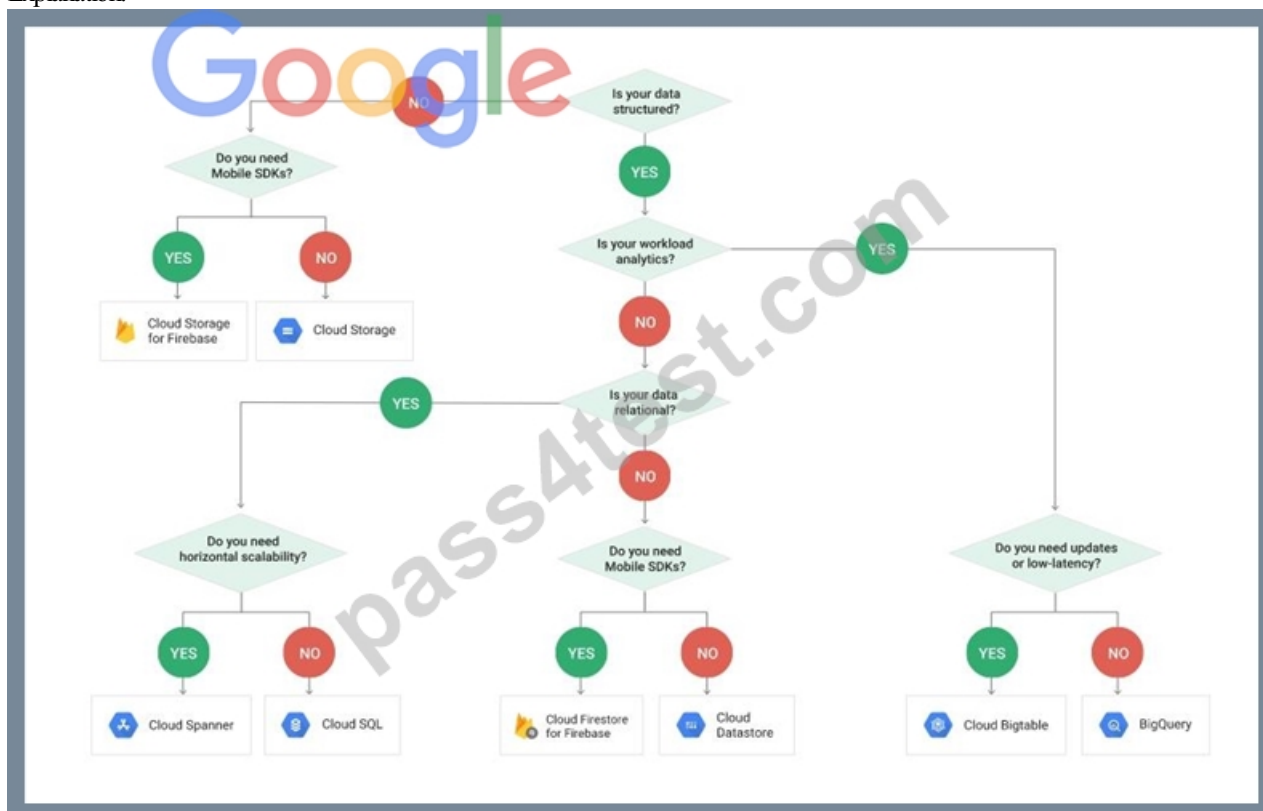 Google
Is your data
structured?
NO
Do you need
Mobile SDKs?
YES
YES
NO
Is your workload
analytics?
YES
Cloud Storage
for Firebase
Cloud Storage
NO
Is your data
relational?
YES
NO
Do you need
horizontal scalability?
Do you need
Mobile SDKs?
Do you need updates
or low-latency?
YES
NO
YES
NO
YES
NO
Cloud Spanner
Cloud SQL
Cloud Firestore
for Firebase
Cloud
Datastore
Cloud Bigtable
BigQuery
pass4test.com